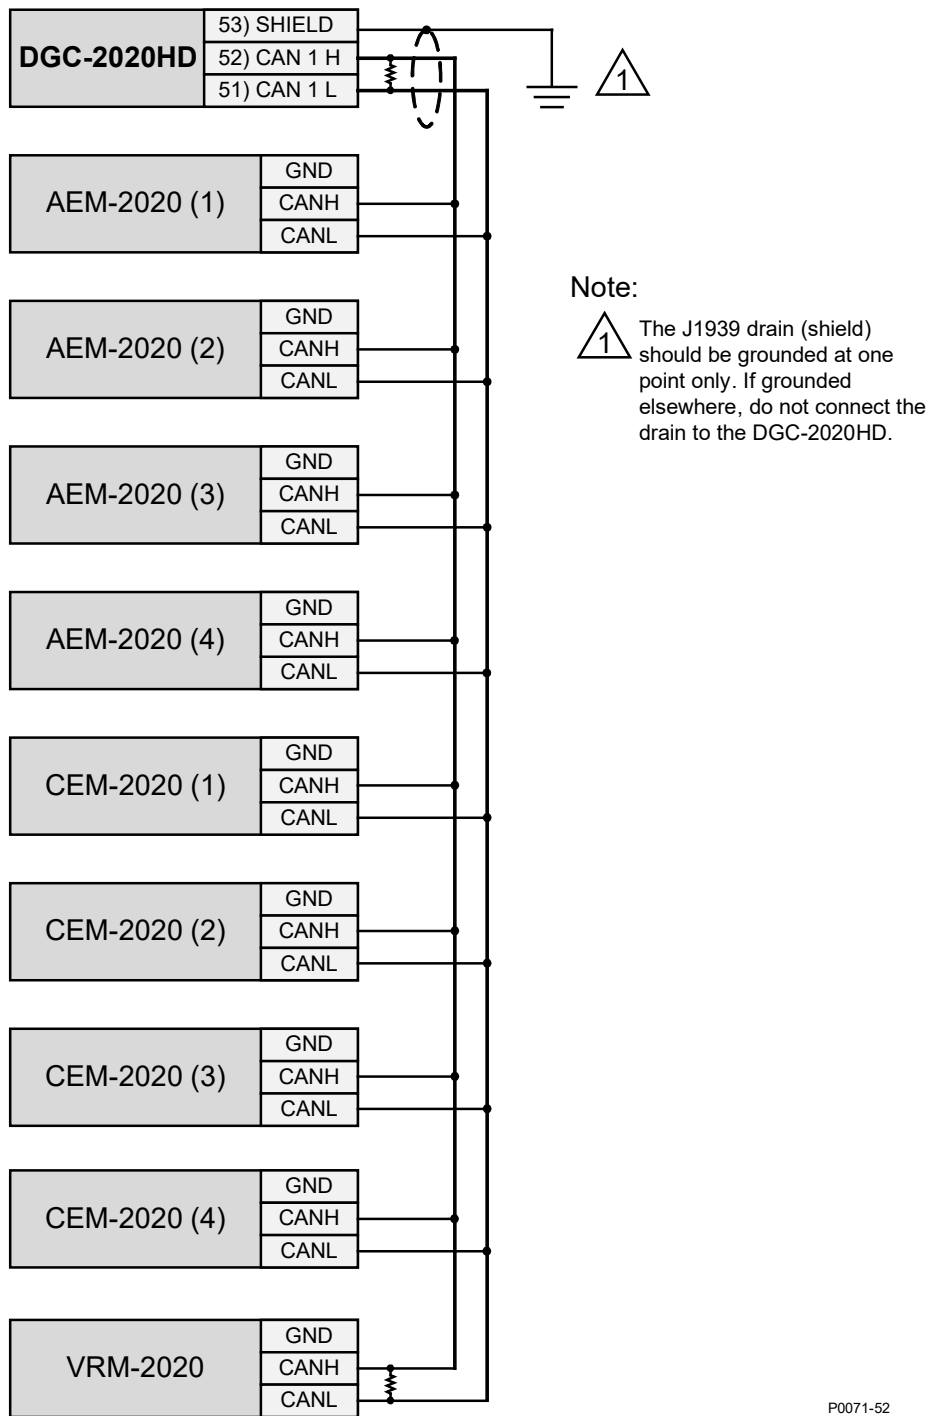 DGC-2020HD
53) SHIELD
52) CAN 1 H
51) CAN 1 L
1
AEM-2020 (1)
GND
CANH
CANL
AEM-2020 (2)
GND
CANH
CANL
Note:
1
The J1939 drain (shield)
should be grounded at one
point only. If grounded
elsewhere, do not connect the
drain to the DGC-2020HD.
AEM-2020 (3)
GND
CANH
CANL
AEM-2020 (4)
GND
CANH
CANL
CEM-2020 (1)
GND
CANH
CANL
CEM-2020 (2)
GND
CANH
CANL
CEM-2020 (3)
GND
CANH
CANL
CEM-2020 (4)
GND
CANH
CANL
VRM-2020
GND
CANH
CANL
P0071-52